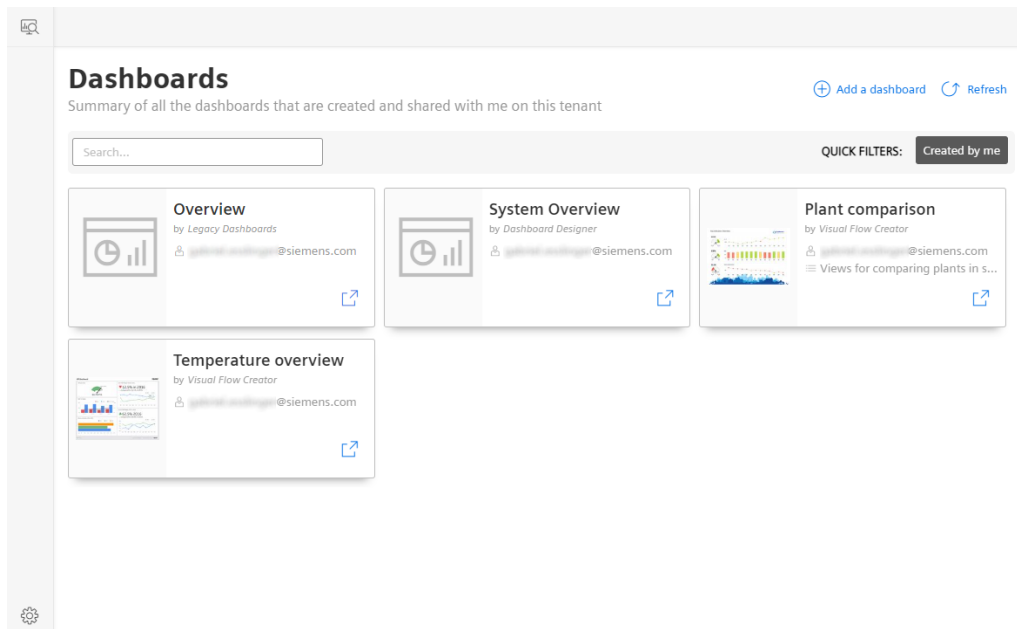 Dashboards
Summary of all the dashboards that are created and shared with me on this tenant
Add a dashboard
Refresh
Search...
QUICK FILTERS:
Created by me
Overview
by Legacy Dashboards
@siemens.com
System Overview
by Dashboard Designer
@siemens.com
Plant comparison
by Visual Flow Creator
@siemens.com
Views for comparing plants in s...
Temperature overview
by Visual Flow Creator
@siemens.com